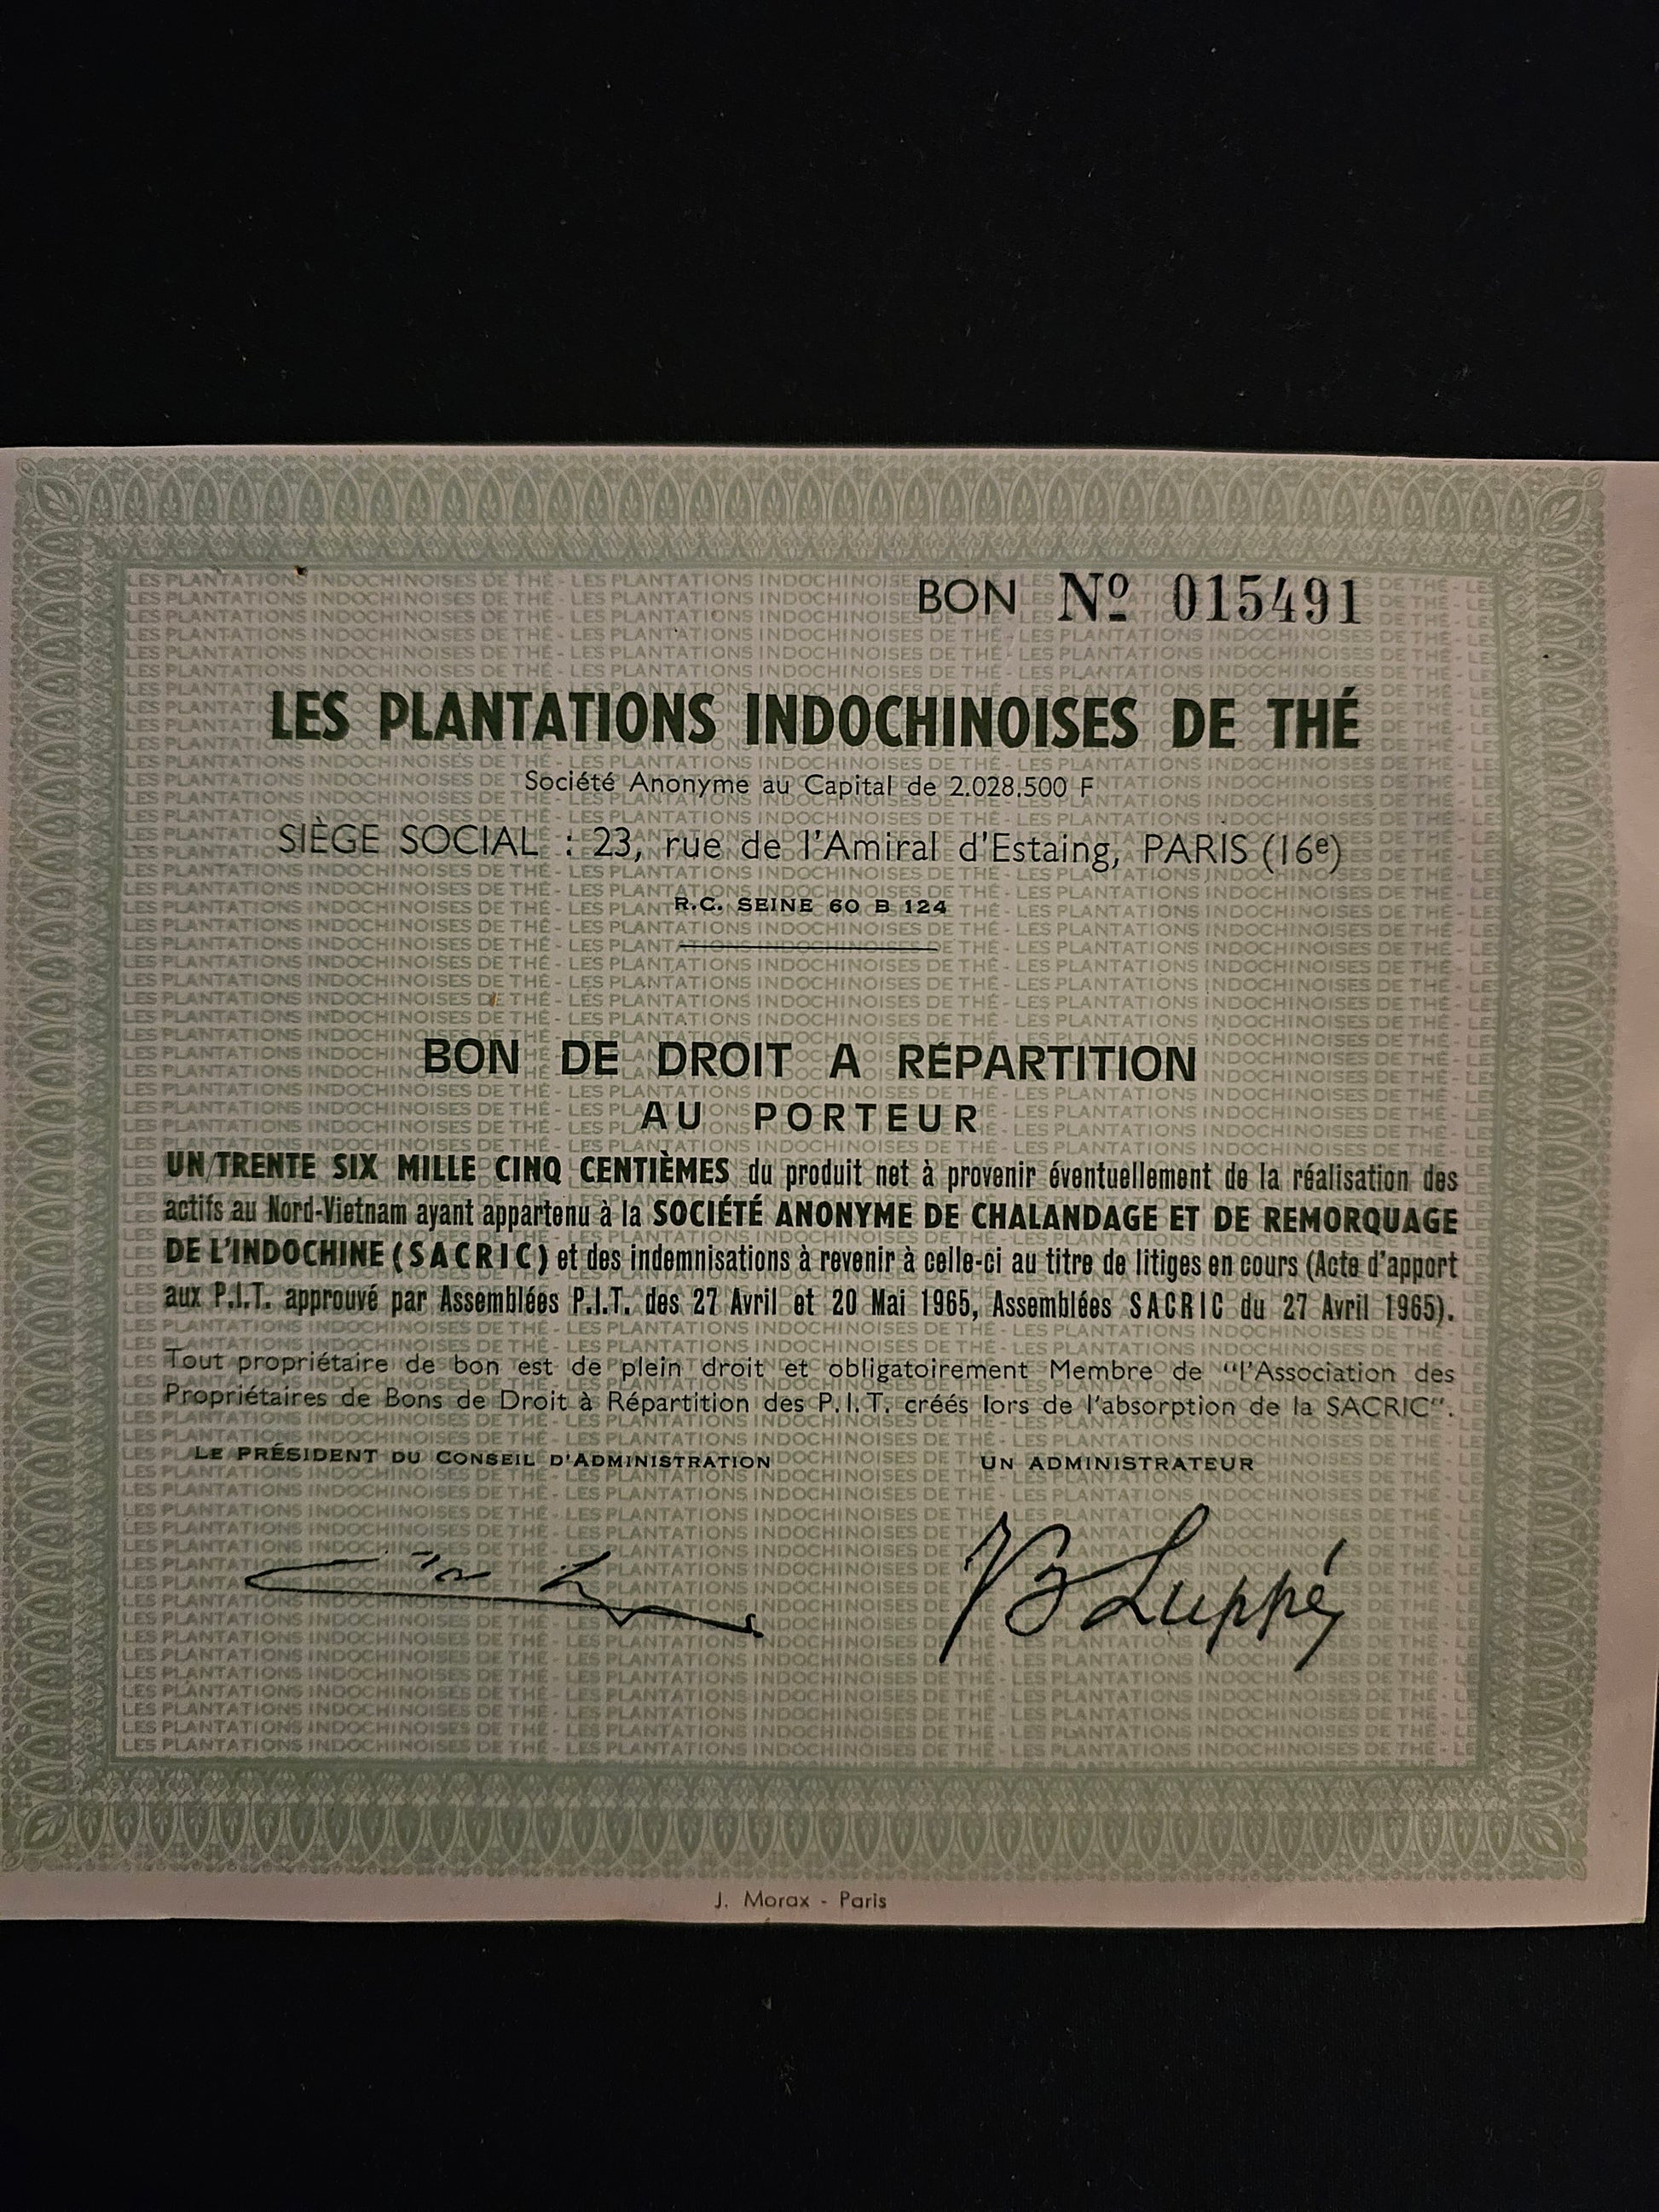 BON Nº 015491
LES PLANTATIONS INDOCHINOISES DE THÉ
Société Anonyme au Capital de 2.028.500 F
SIÈGE SOCIAL : 23, rue de l'Amiral d'Estaing, PARIS (16e)
R.C. SEINE 60 B 124
BON DE DROIT A RÉPARTITION
AU PORTEUR
UN/TRENTE SIX MILLE CINQ CENTIÈMES du produit net à provenir éventuellement de la réalisation des
actifs au Nord-Vietnam ayant appartenu à la SOCIÉTÉ ANONYME DE CHALANDAGE ET DE REMORQUAGE
DE L'INDOCHINE (SACRIC) et des indemnisations à revenir à celle-ci au titre de litiges en cours (Acte d'apport
aux P.I.T. approuvé par Assemblées P.I.T. des 27 Avril et 20 Mai 1965, Assemblées SACRIC du 27 Avril 1965).
Tout propriétaire de bon est de plein droit et obligatoirement Membre de "l'Association des
Propriétaires de Bons de Droit à Répartition des P.I.T. créés lors de l'absorption de la SACRIC".
LE PRÉSIDENT DU CONSEIL D'ADMINISTRATION UN ADMINISTRATEUR
Luppé
J. Morax - Paris